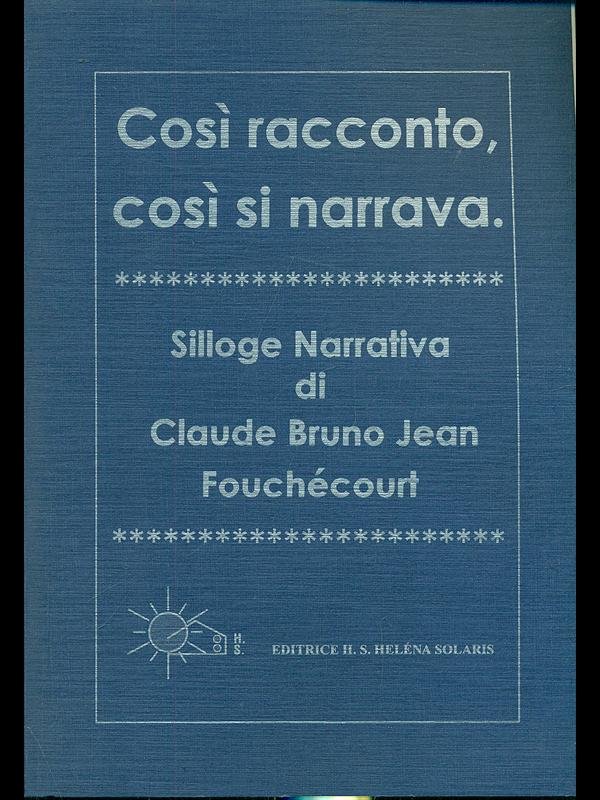 Così racconto,
così si narrava.
***********************
Silloge Narrativa
di
Claude Bruno Jean
Fouchécourt
***********************
H.
S.
EDITRICE H. S. HELÉNA SOLARIS